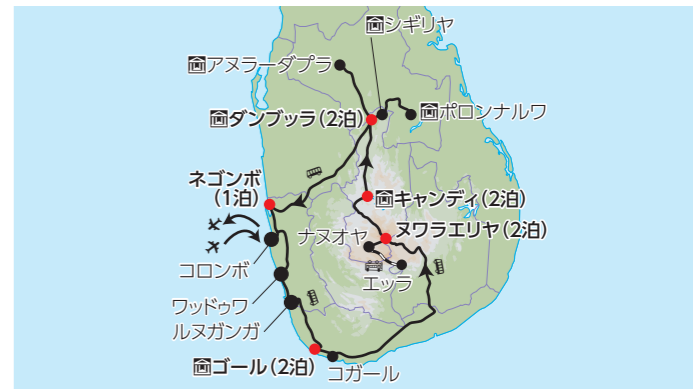 シギリヤ
アヌラーダプラ
ポロンナルワ
ダンブッラ(2泊)
ネゴンボ
(1泊)
キャンディ(2泊)
ヌワラエリヤ(2泊)
ナヌオヤ
エッラ
コロンボ
ワッドゥワ
ルヌガンガ
ゴール(2泊)
コガール